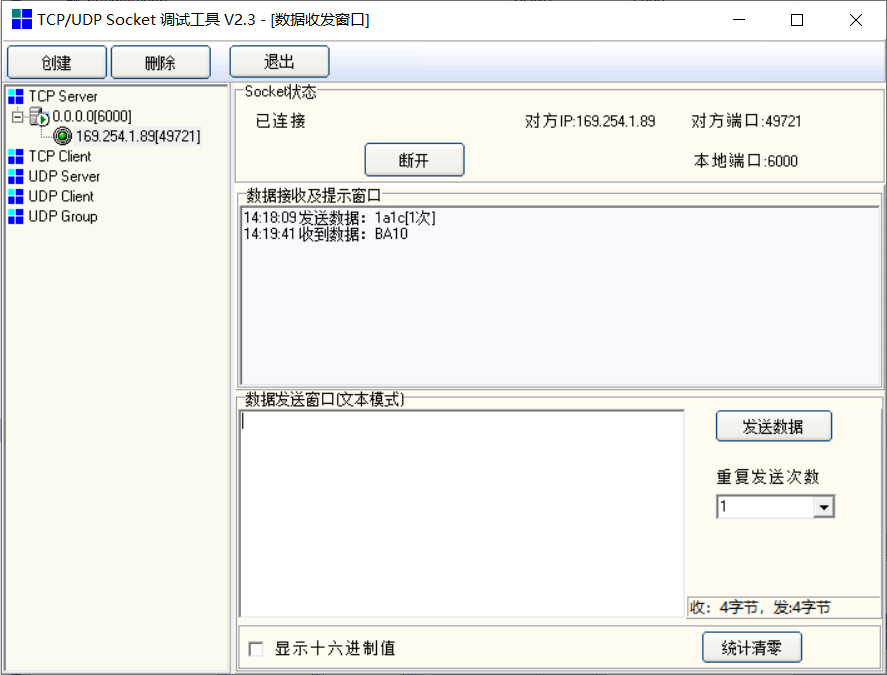 TCP/UDP Socket 调试工具 V2.3 - [数据收发窗口]
创建 删除 退出
TCP Server
0.0.0.0[6000]
169.254.1.89[49721]
TCP Client
UDP Server
UDP Client
UDP Group
Socket状态
已连接 对方IP:169.254.1.89 对方端口:49721
断开 本地端口:6000
数据接收及提示窗口
14:18:09 发送数据：1a1c[1次]
14:19:41 收到数据：BA10
数据发送窗口(文本模式)
发送数据
重复发送次数
1
收：4字节，发:4字节
显示十六进制值 统计清零